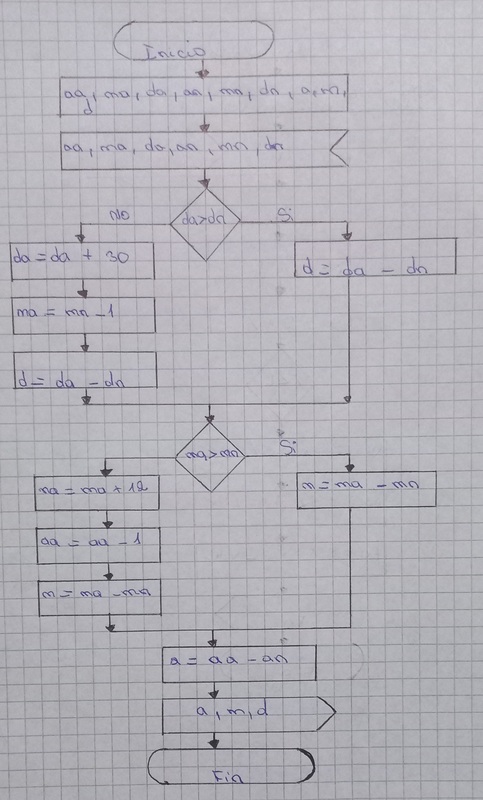 Inicio
aa, ma, da, an, mn, dn, a, m,
d
aa, ma, da, an, mn, dn
da>dn
No
Si
da = da + 30
d = da - dn
ma = mn - 1
d = da - dn
ma>mn
Si
ma = ma + 12
m = ma - mn
aa = aa - 1
m = ma - mn
a = aa - an
a, m, d
Fin